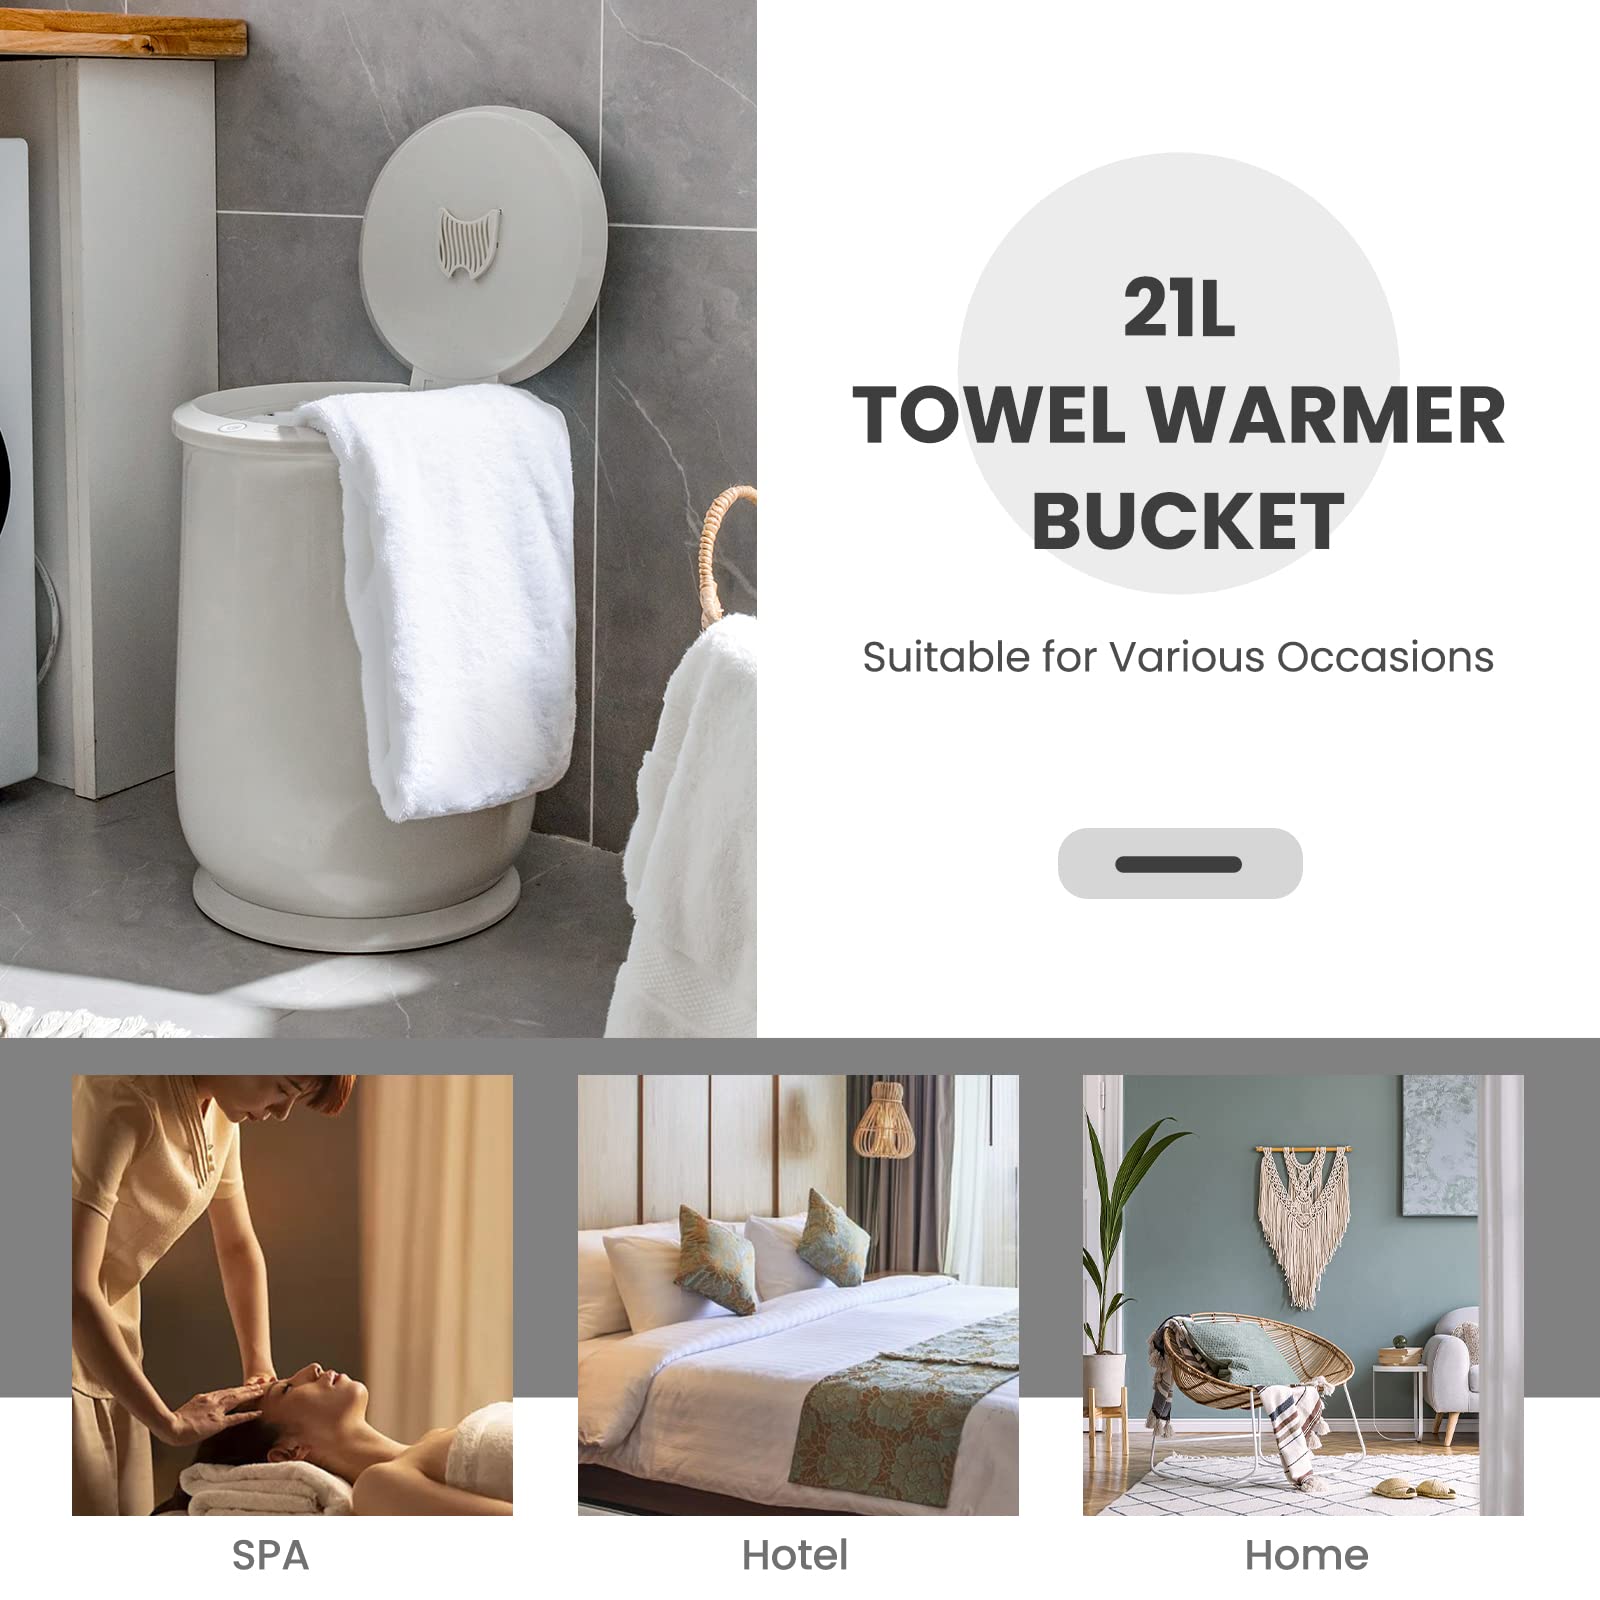 21L
TOWEL WARMER
BUCKET
Suitable for Various Occasions
SPA
Hotel
Home